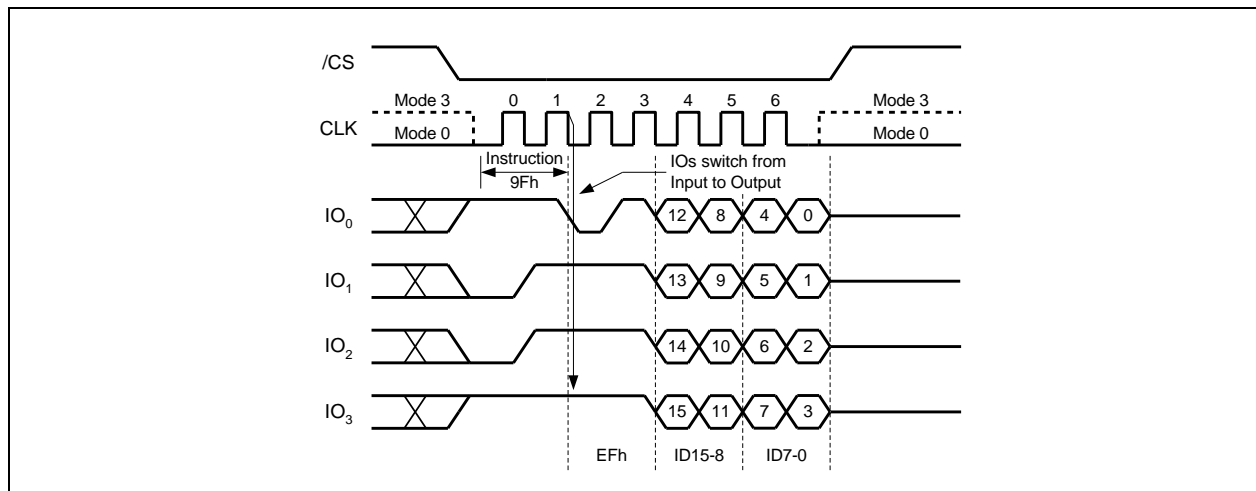 /CS
Mode 3 0 1 2 3 4 5 6 Mode 3
CLK
Mode 0 Mode 0
Instruction
9Fh
IOs switch from
Input to Output
IO0 12 8 4 0
IO1 13 9 5 1
IO2 14 10 6 2
IO3 15 11 7 3
EFh ID15-8 ID7-0